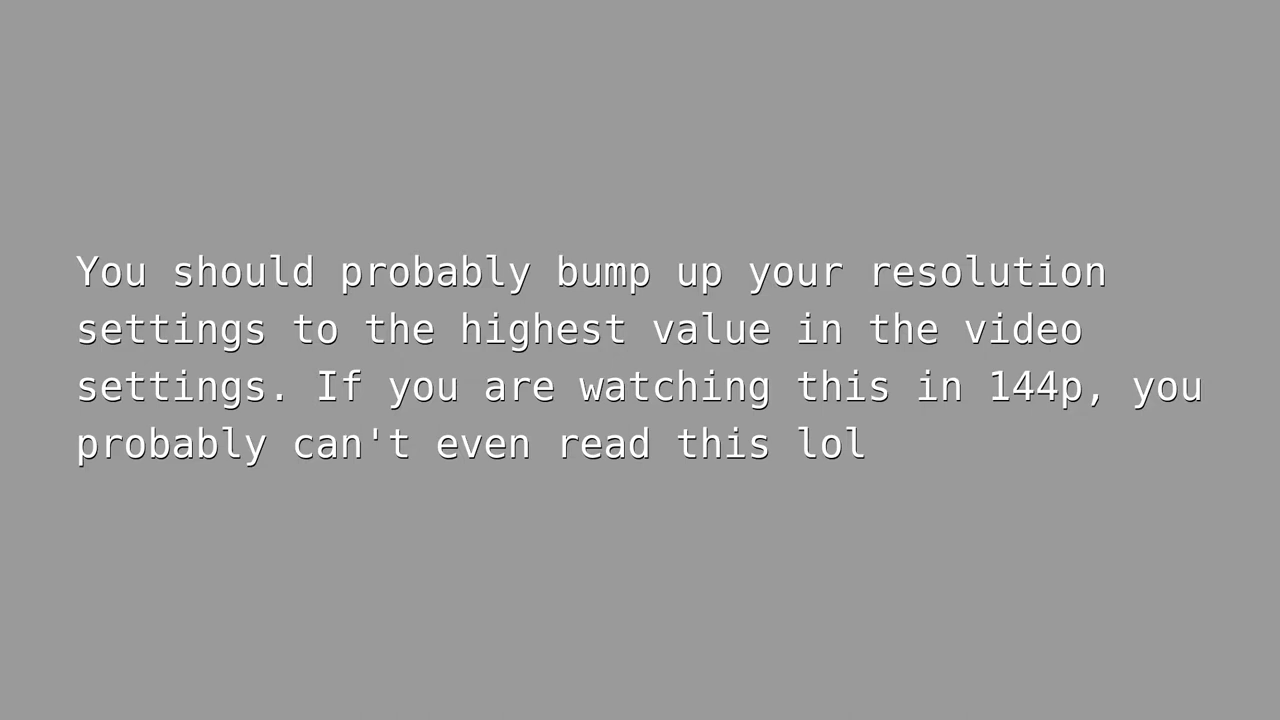 You should probably bump up your resolution
settings to the highest value in the video
settings. If you are watching this in 144p, you
probably can't even read this lol